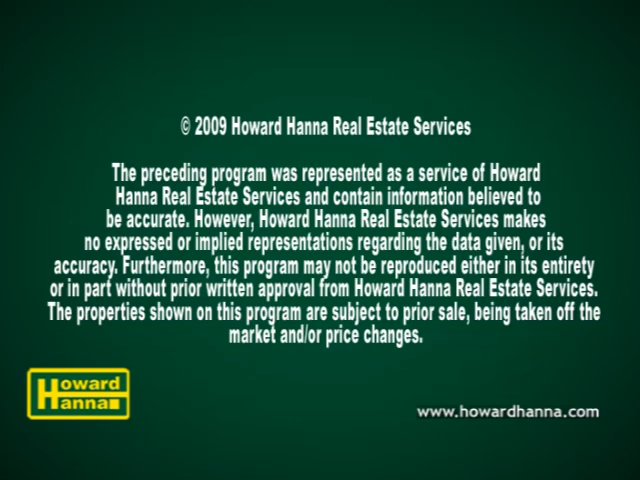 © 2009 Howard Hanna Real Estate Services
The preceding program was represented as a service of Howard
Hanna Real Estate Services and contain information believed to
be accurate. However, Howard Hanna Real Estate Services makes
no expressed or implied representations regarding the data given, or its
accuracy. Furthermore, this program may not be reproduced either in its entirety
or in part without prior written approval from Howard Hanna Real Estate Services.
The properties shown on this program are subject to prior sale, being taken off the
market and/or price changes.
Howard
Hanna
www.howardhanna.com